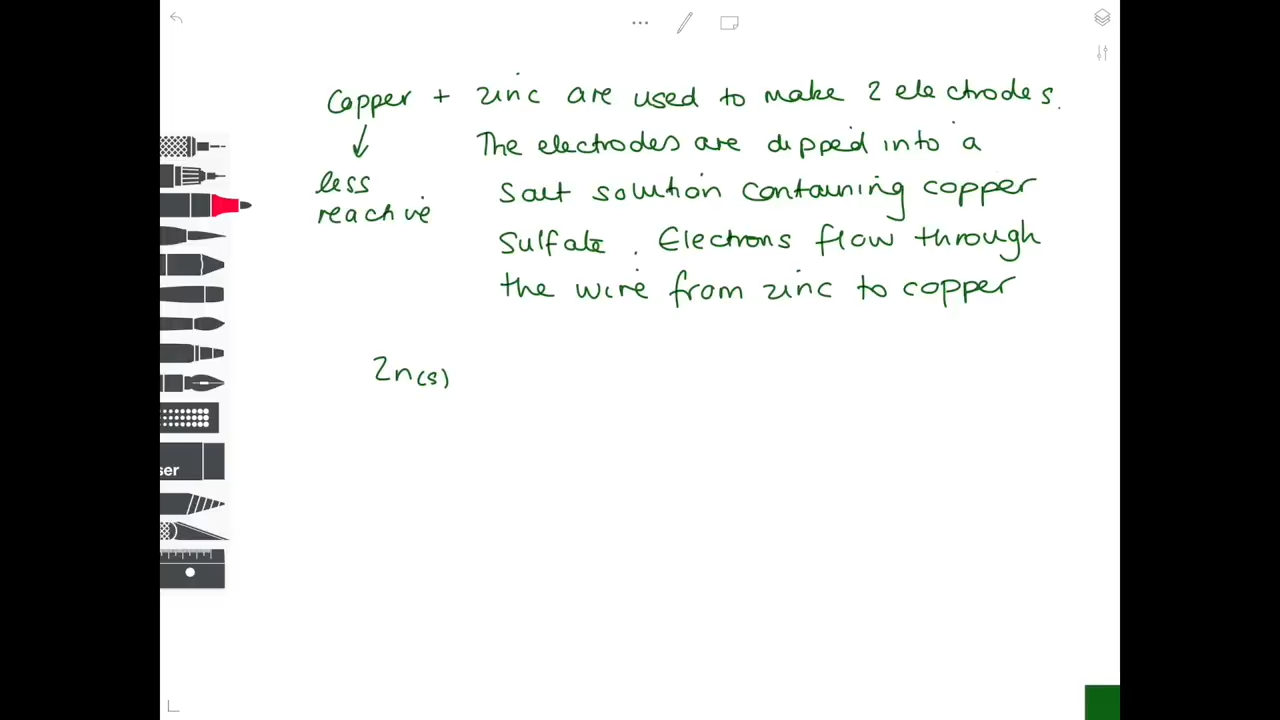 Copper + zinc are used to make 2 electrodes.
The electrodes are dipped into a
less
salt solution containing copper
reactive
sulfate. Electrons flow through
the wire from zinc to copper
Zn(s)
ser